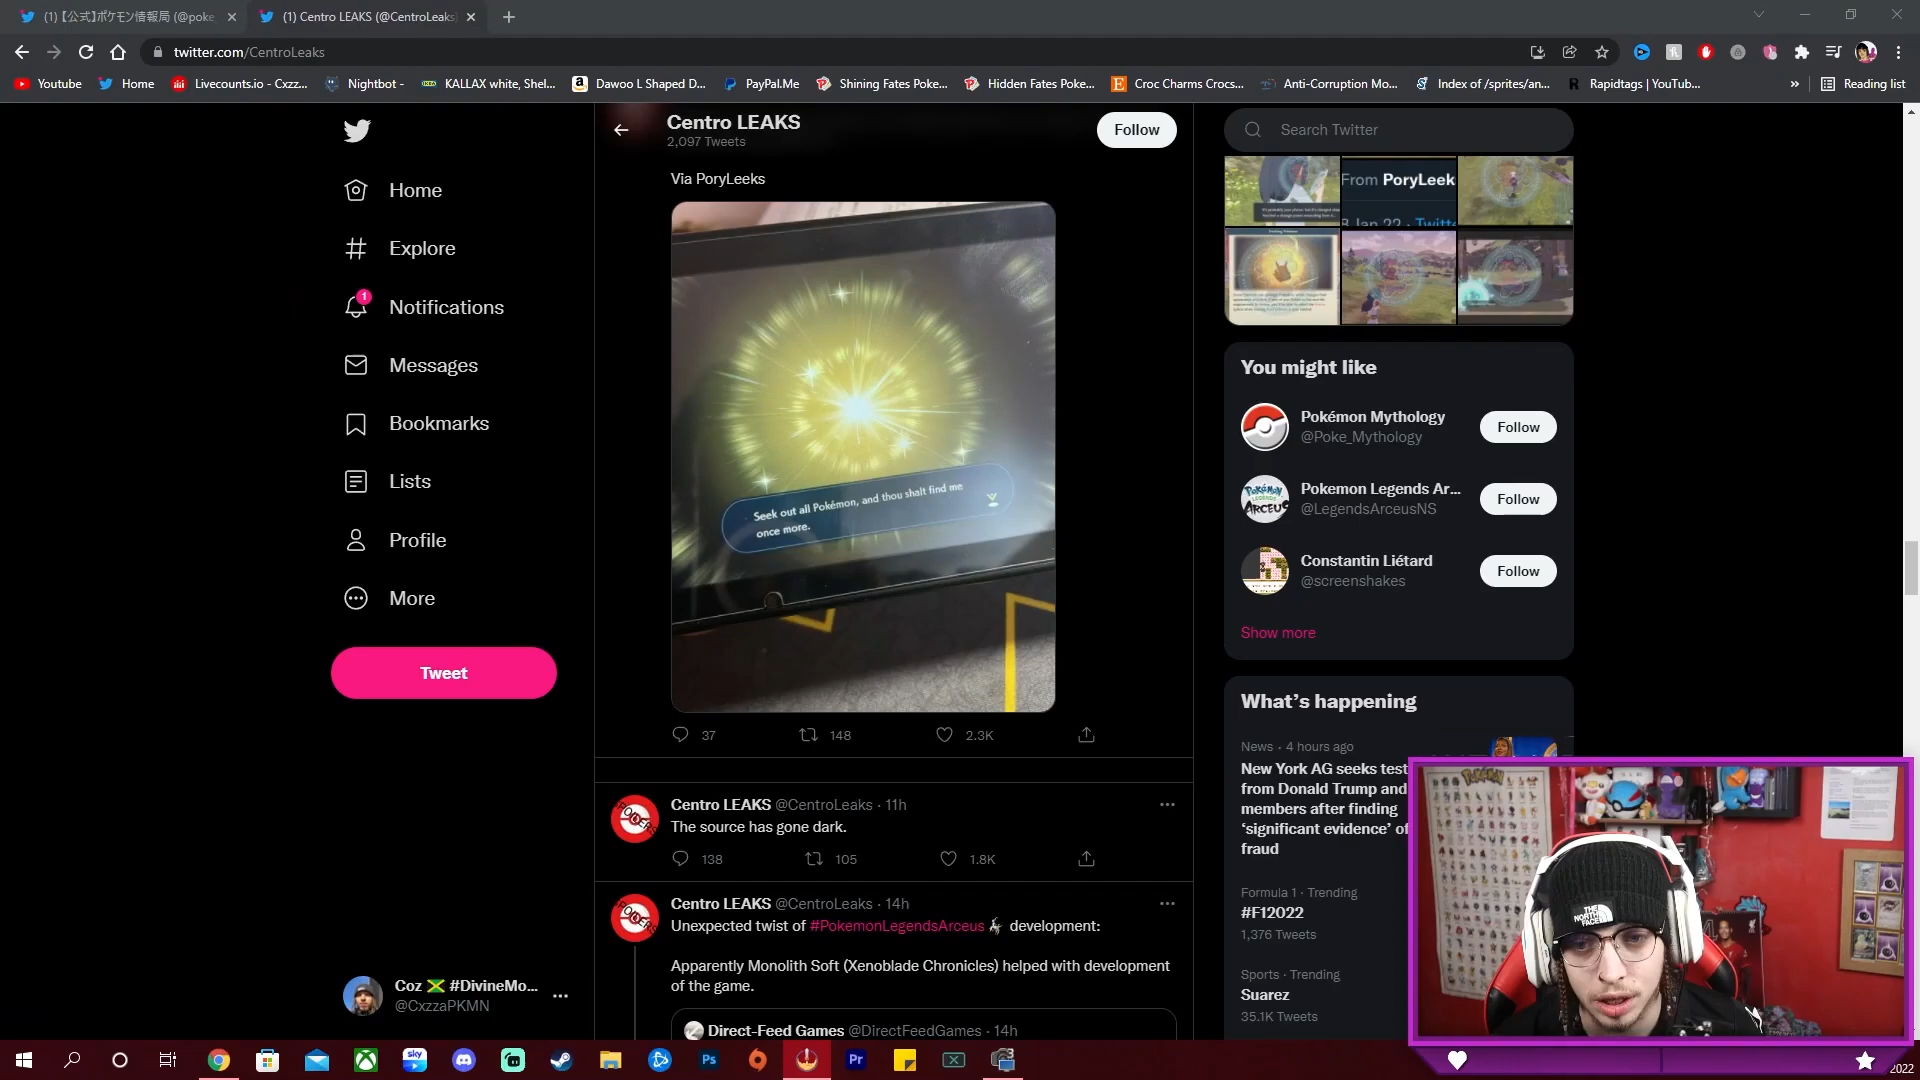 (1) 【公式】ポケモン情報局 (@poke
(1) Centro LEAKS (@CentroLeaks)
twitter.com/CentroLeaks
Youtube
Home
Livecounts.io - Cxzz...
Nightbot -
KALLAX white, Shel...
Dawoo L Shaped D...
PayPal.Me
Shining Fates Poke...
Hidden Fates Poke...
Croc Charms Crocs...
Anti-Corruption Mo...
Index of /sprites/an...
Rapidtags | YouTub...
»
Reading list
Home
Explore
1
Notifications
Messages
Bookmarks
Lists
Profile
More
Tweet
Coz 🇯🇲 #DivineMo...
@CxzzaPKMN
Centro LEAKS
2,097 Tweets
Follow
Via PoryLeeks
Seek out all Pokémon, and thou shalt find me
once more.
37
148
2.3K
Centro LEAKS @CentroLeaks · 11h
The source has gone dark.
138
105
1.8K
Centro LEAKS @CentroLeaks · 14h
Unexpected twist of #PokemonLegendsArceus development:
Apparently Monolith Soft (Xenoblade Chronicles) helped with development
of the game.
Direct-Feed Games @DirectFeedGames · 14h
Search Twitter
From PoryLeek
8 Jan 22 · Twitte
You might like
Pokémon Mythology
@Poke_Mythology
Follow
Pokemon Legends Ar...
@LegendsArceusNS
Follow
Constantin Liétard
@screenshakes
Follow
Show more
What's happening
News · 4 hours ago
New York AG seeks test
from Donald Trump and
members after finding
'significant evidence' of
fraud
Formula 1 · Trending
#F12022
1,376 Tweets
Sports · Trending
Suarez
35.1K Tweets
THE
NORTH
FACE
2022